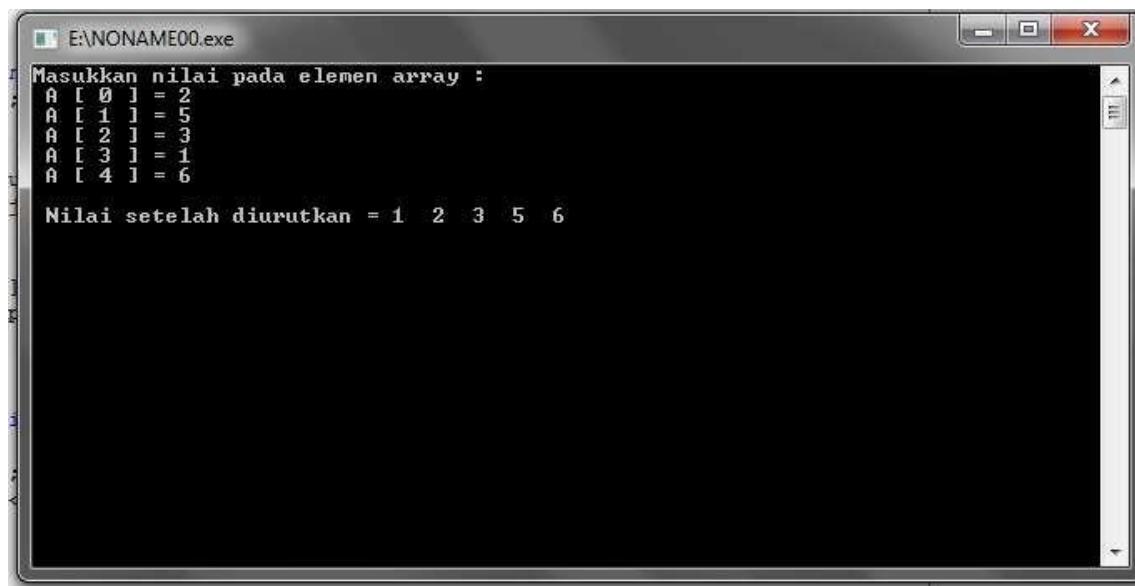 E:\NONAME00.exe
Masukkan nilai pada elemen array :
A [ 0 ] = 2
A [ 1 ] = 5
A [ 2 ] = 3
A [ 3 ] = 1
A [ 4 ] = 6
Nilai setelah diurutkan = 1 2 3 5 6